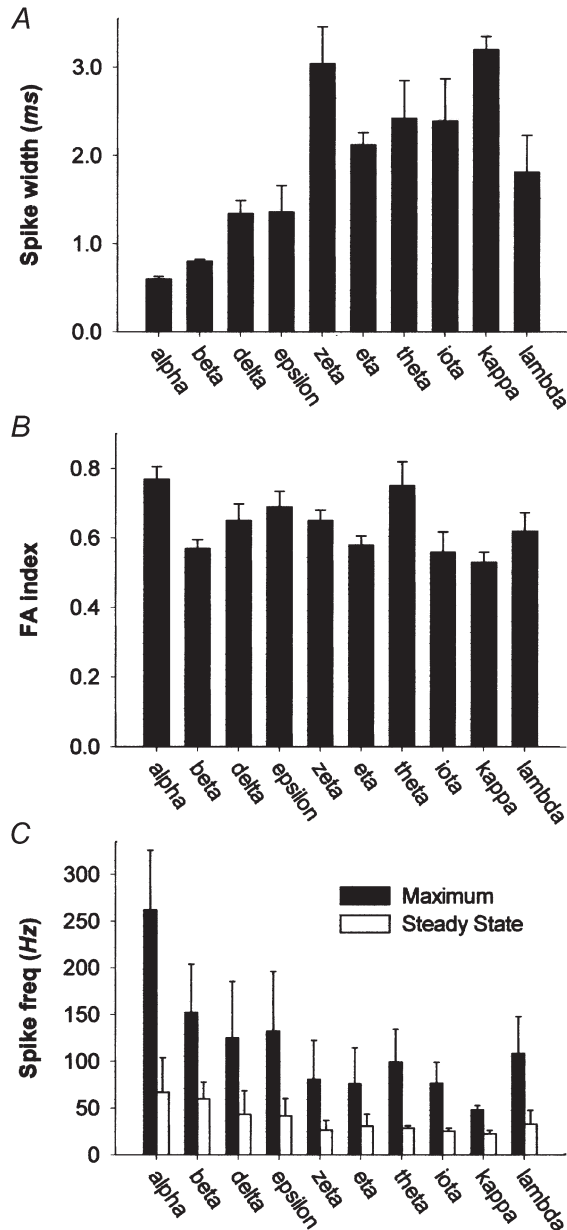 A
Spike width (ms)
3.0
2.0
1.0
0.0
alpha
beta
delta
epsilon
zeta
eta
theta
iota
kappa
lambda
B
FA index
0.8
0.6
0.4
0.2
0.0
alpha
beta
delta
epsilon
zeta
eta
theta
iota
kappa
lambda
C
Spike freq (Hz)
300
250
200
150
100
50
0
Maximum
Steady State
alpha
beta
delta
epsilon
zeta
eta
theta
iota
kappa
lambda